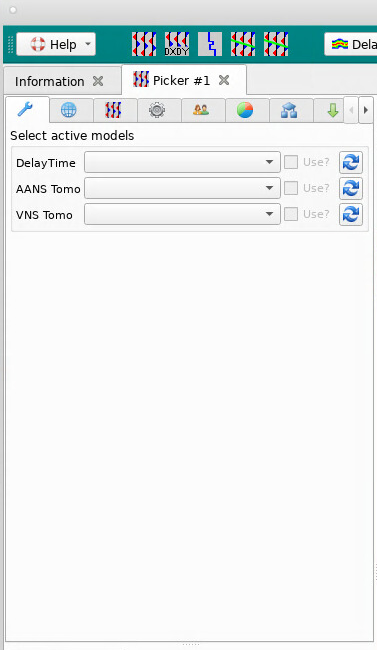 Help
DXDY
Dela
Information
Picker #1
Select active models
DelayTime Use?
AANS Tomo Use?
VNS Tomo Use?